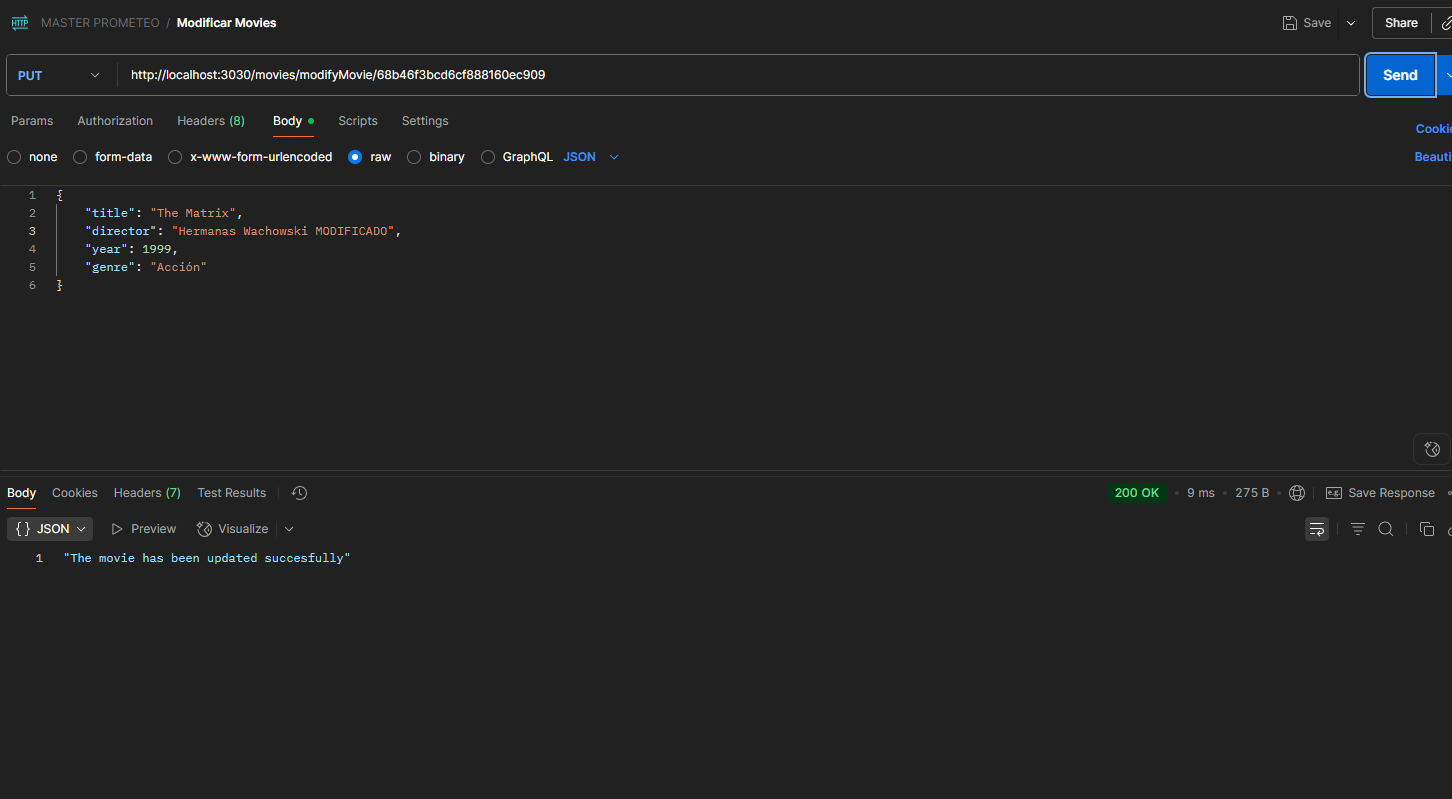 HTTP MASTER PROMETEO / Modificar Movies Save Share
PUT http://localhost:3030/movies/modifyMovie/68b46f3bcd6cf888160ec909 Send
Params Authorization Headers (8) Body Scripts Settings
Cookie
none form-data x-www-form-urlencoded raw binary GraphQL JSON Beauti
1 {
2 "title": "The Matrix",
3 "director": "Hermanas Wachowski MODIFICADO",
4 "year": 1999,
5 "genre": "Acción"
6 }
Body Cookies Headers (7) Test Results 200 OK 9 ms 275 B e.g. Save Response
{} JSON Preview Visualize
1 "The movie has been updated succesfully"